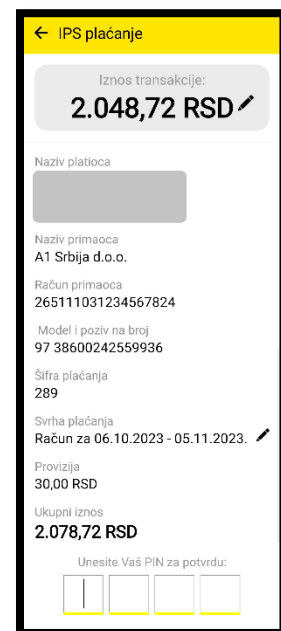 ← IPS plaćanje
Iznos transakcije:
2.048,72 RSD
Naziv platioca
Naziv primaoca
A1 Srbija d.o.o.
Račun primaoca
265111031234567824
Model i poziv na broj
97 38600242559936
Šifra plaćanja
289
Svrha plaćanja
Račun za 06.10.2023 - 05.11.2023.
Provizija
30,00 RSD
Ukupni iznos
2.078,72 RSD
Unesite Vaš PIN za potvrdu: